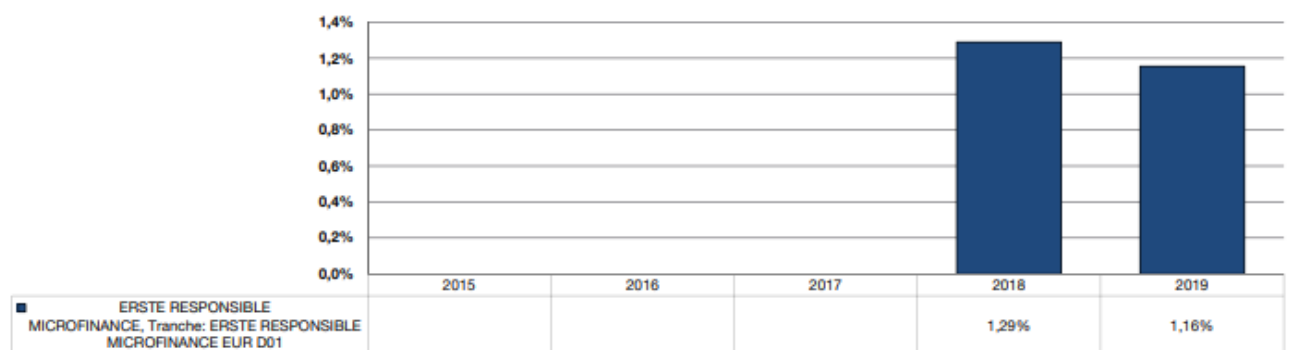 1,4%
1,2%
1,0%
0,8%
0,6%
0,4%
0,2%
0,0%
2015 2016 2017 2018 2019
ERSTE RESPONSIBLE
MICROFINANCE, Tranche: ERSTE RESPONSIBLE
MICROFINANCE EUR D01
1,29% 1,16%